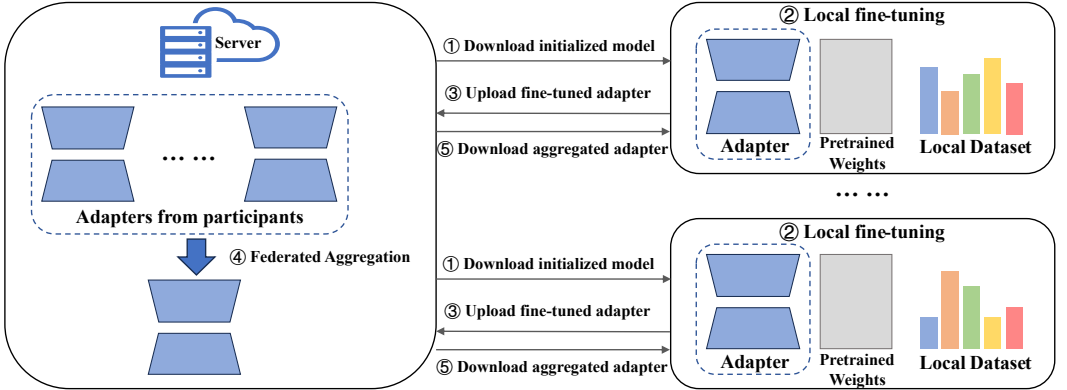 Server
... ...
Adapters from participants
④ Federated Aggregation
① Download initialized model
③ Upload fine-tuned adapter
⑤ Download aggregated adapter
② Local fine-tuning
Adapter
Pretrained
Weights
Local Dataset
... ...
① Download initialized model
③ Upload fine-tuned adapter
⑤ Download aggregated adapter
② Local fine-tuning
Adapter
Pretrained
Weights
Local Dataset